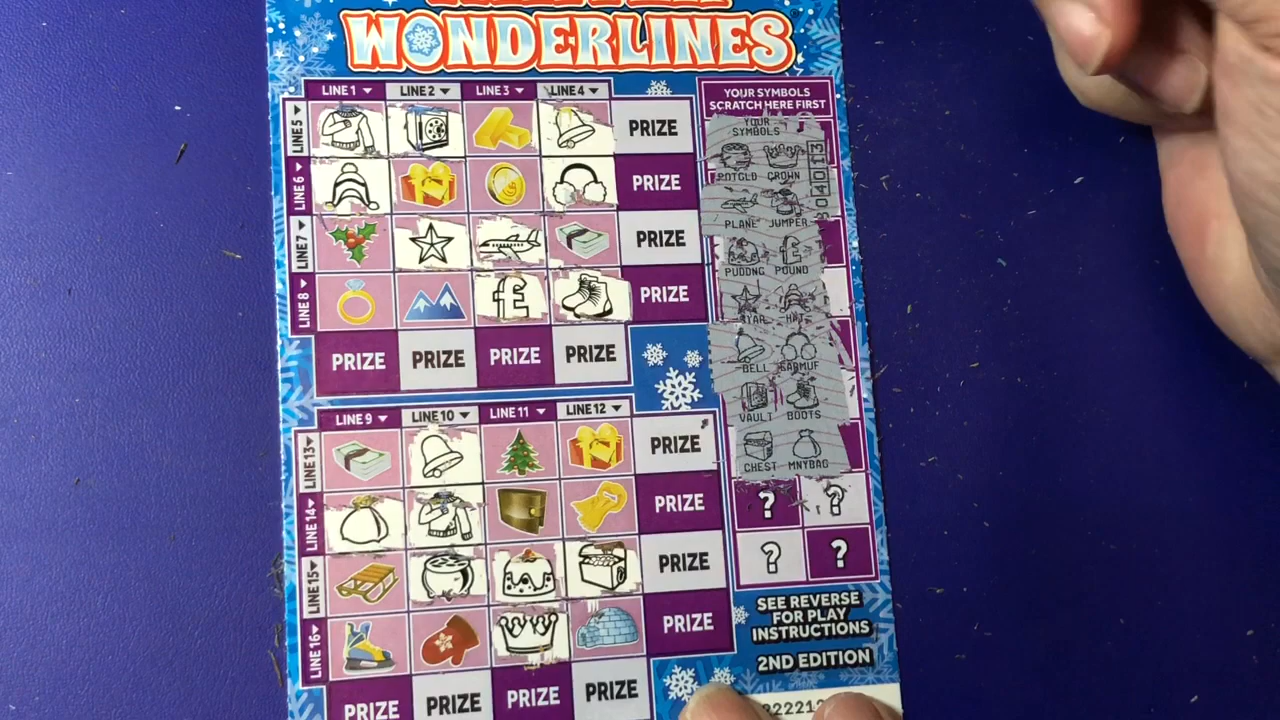 WONDERLINES
LINE 1 LINE 2 LINE 3 LINE 4
YOUR SYMBOLS
SCRATCH HERE FIRST
LINE 5
PRIZE
LINE 6
PRIZE
LINE 7
PRIZE
LINE 8
PRIZE
PRIZE PRIZE PRIZE PRIZE
YOUR
SYMBOLS
POTGLD CROWN
PLANE JUMPER
PUDDNG POUND
STAR HAT
BELL EARMUF
VAULT BOOTS
CHEST MNYBAG
? ?
? ?
LINE 9 LINE 10 LINE 11 LINE 12
LINE 13
PRIZE
LINE 14
PRIZE
LINE 15
PRIZE
LINE 16
PRIZE
PRIZE PRIZE PRIZE PRIZE
SEE REVERSE
FOR PLAY
INSTRUCTIONS
2ND EDITION